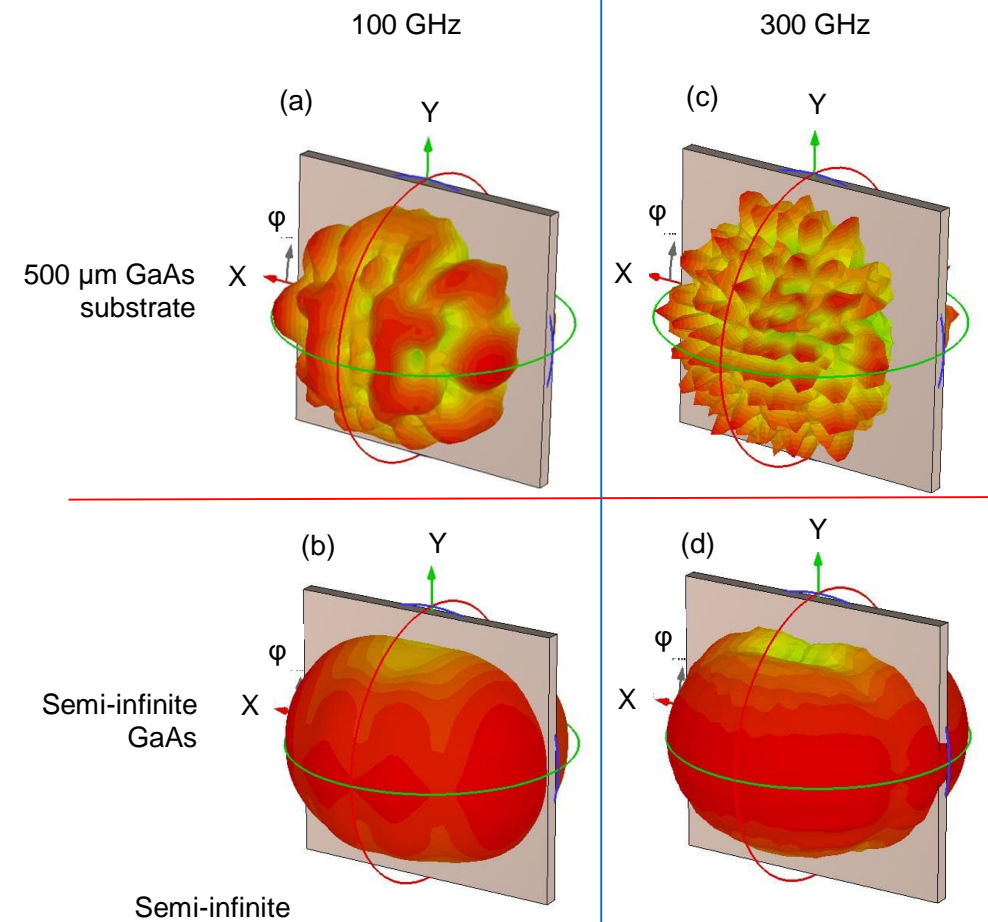 100 GHz
300 GHz
(a)
(c)
Y
Y
φ
φ
X
X
500 μm GaAs
substrate
(b)
(d)
Y
Y
φ
φ
X
X
Semi-infinite
GaAs
Semi-infinite